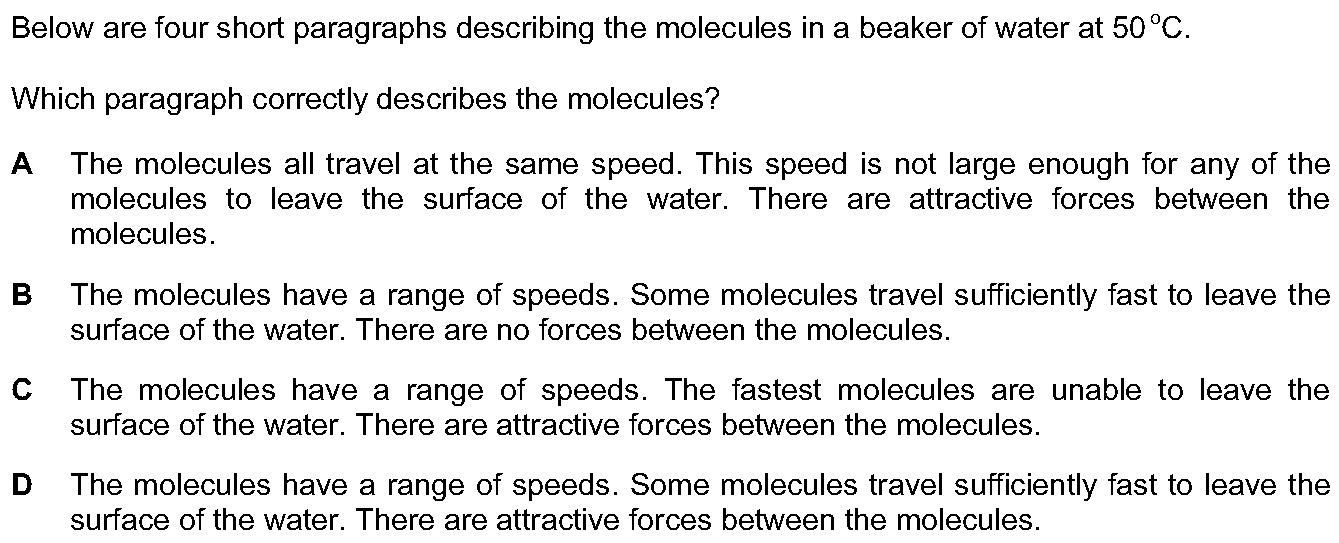 Below are four short paragraphs describing the molecules in a beaker of water at 50°C.
Which paragraph correctly describes the molecules?
A The molecules all travel at the same speed. This speed is not large enough for any of the
molecules to leave the surface of the water. There are attractive forces between the
molecules.
B The molecules have a range of speeds. Some molecules travel sufficiently fast to leave the
surface of the water. There are no forces between the molecules.
C The molecules have a range of speeds. The fastest molecules are unable to leave the
surface of the water. There are attractive forces between the molecules.
D The molecules have a range of speeds. Some molecules travel sufficiently fast to leave the
surface of the water. There are attractive forces between the molecules.